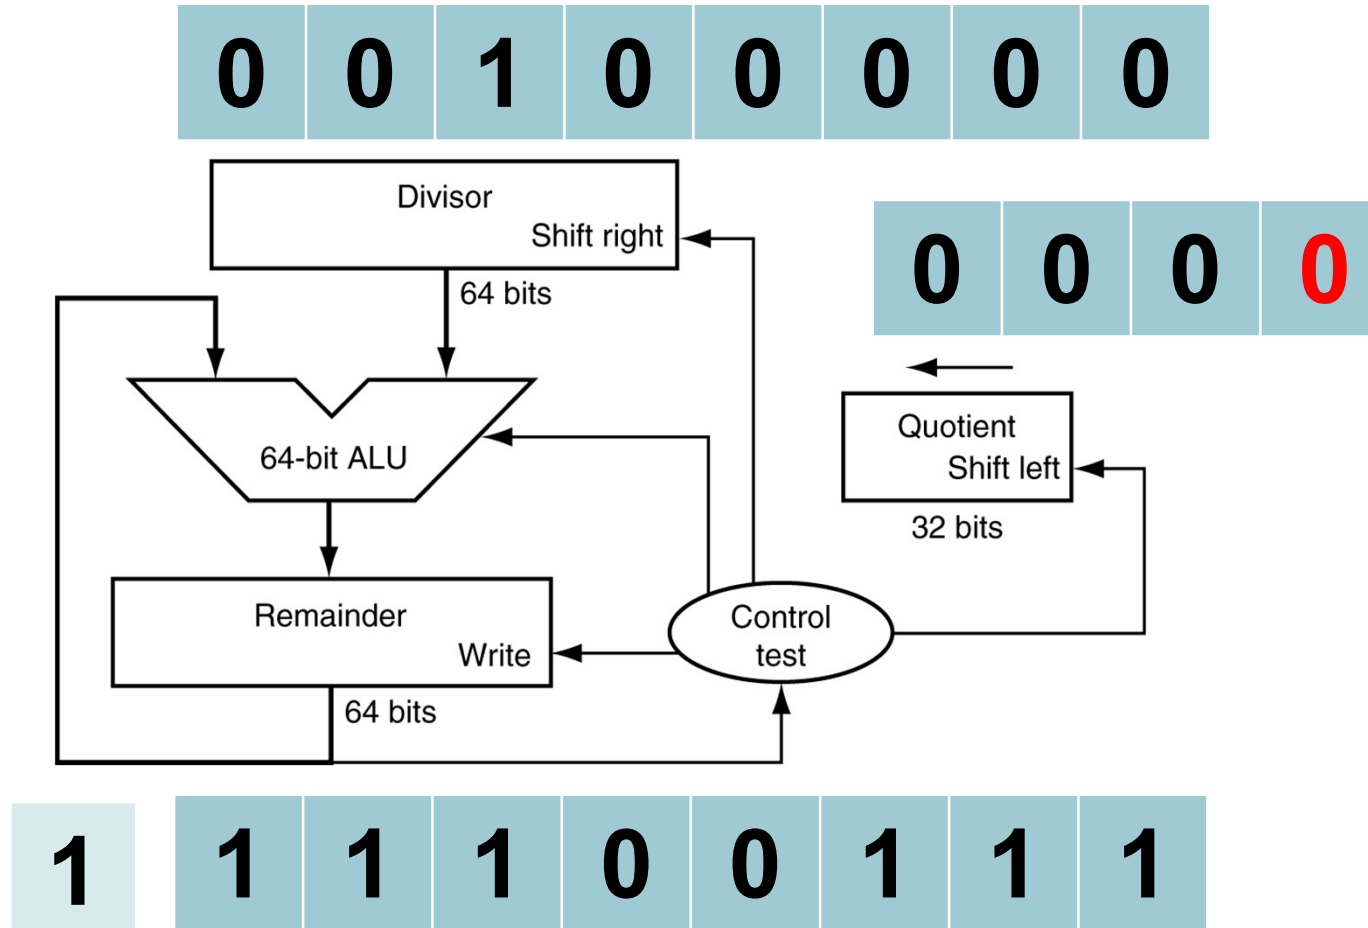 0 0 1 0 0 0 0 0
Divisor
Shift right
0 0 0 0
64 bits
64-bit ALU
Quotient
Shift left
32 bits
Remainder
Write
Control
test
64 bits
1 1 1 1 0 0 1 1 1